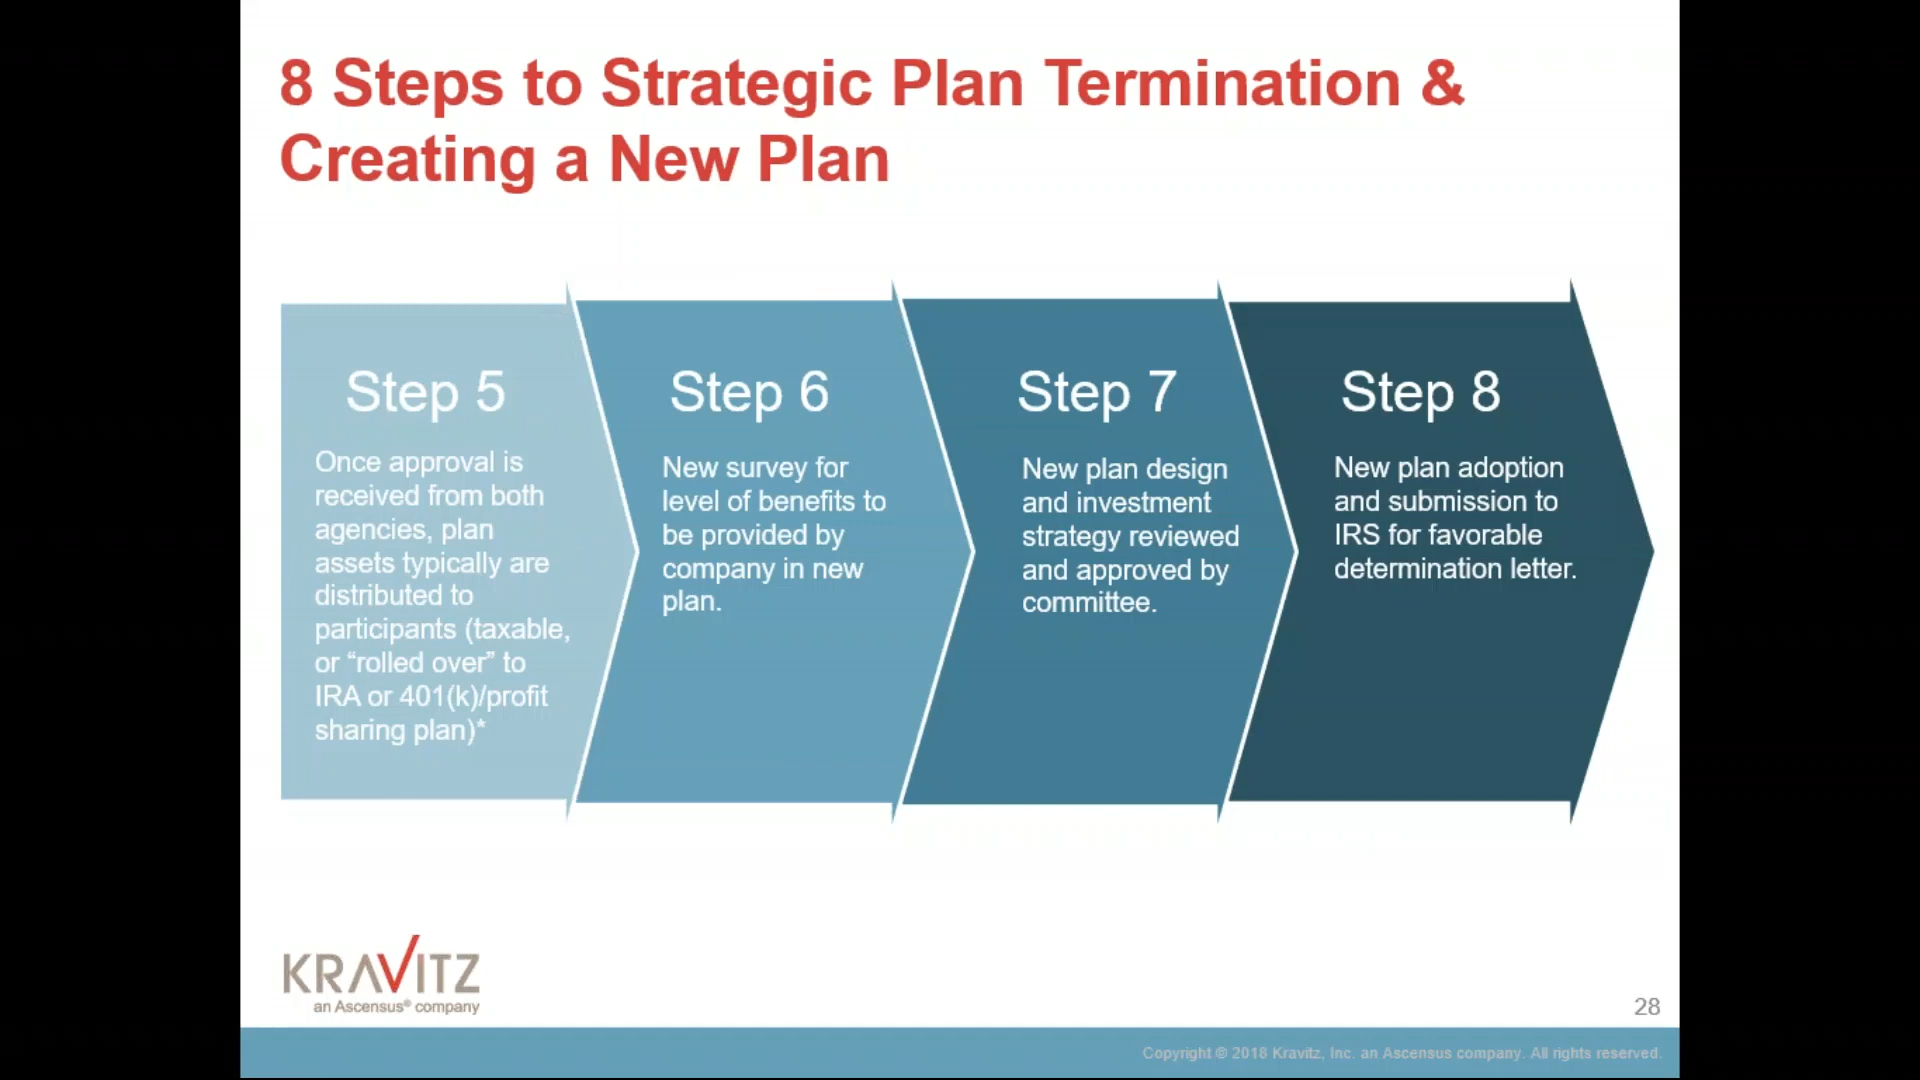 8 Steps to Strategic Plan Termination &
Creating a New Plan
Step 5
Once approval is
received from both
agencies, plan
assets typically are
distributed to
participants (taxable,
or “rolled over” to
IRA or 401(k)/profit
sharing plan)*
Step 6
New survey for
level of benefits to
be provided by
company in new
plan.
Step 7
New plan design
and investment
strategy reviewed
and approved by
committee.
Step 8
New plan adoption
and submission to
IRS for favorable
determination letter.
KRAVITZ
an Ascensus® company
28
Copyright © 2018 Kravitz, Inc. an Ascensus company. All rights reserved.